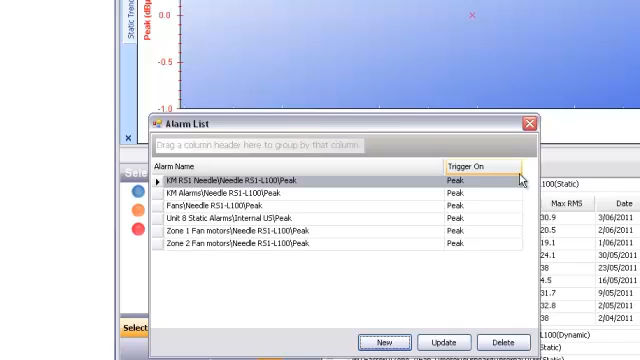 Static Trend
Peak (dBµ
0.0
-1.0
Alarm List
Drag a column header here to group by that column.
Alarm Name
Trigger On
KM RS1 Needle\Needle RS1-L100\Peak
Peak
KM Alarms\Needle RS1-L100\Peak
Peak
Fans\Needle RS1-L100\Peak
Peak
Unit 8 Static Alarms\Internal US\Peak
Peak
Zone 1 Fan motors\Needle RS1-L100\Peak
Peak
Zone 2 Fan motors\Needle RS1-L100\Peak
Peak
New
Update
Delete
Select
L100(Static)
Max RMS
Date
30.9
3/06/2011
20.5
2/06/2011
19.1
1/06/2011
24.1
30/05/2011
38
23/05/2011
4.5
16/05/2011
31.7
9/05/2011
32.8
2/05/2011
38
2/04/2011
L100(Dynamic)
(Static)